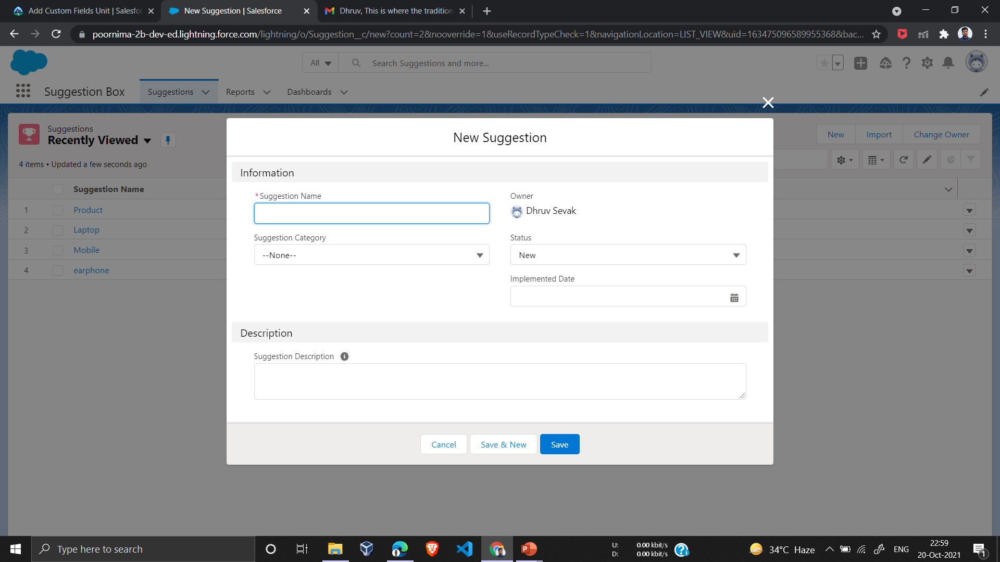 Add Custom Fields Unit | Salesfor
New Suggestion | Salesforce
Dhruv, This is where the tradition
poornima-2b-dev-ed.lightning.force.com/lightning/o/Suggestion__c/new?count=2&nooverride=1&useRecordTypeCheck=1&navigationLocation=LIST_VIEW&uid=163475096589955368&bac...
All
Search Suggestions and more...
Suggestion Box
Suggestions
Reports
Dashboards
Suggestions
Recently Viewed
New
Import
Change Owner
4 items • Updated a few seconds ago
Suggestion Name
1 Product
2 Laptop
3 Mobile
4 earphone
New Suggestion
Information
*Suggestion Name
Owner
Dhruv Sevak
Suggestion Category
--None--
Status
New
Implemented Date
Description
Suggestion Description
Cancel
Save & New
Save
Type here to search
U: 0.00 kbit/s
D: 0.00 kbit/s
34°C Haze
ENG
22:59
20-Oct-2021
1